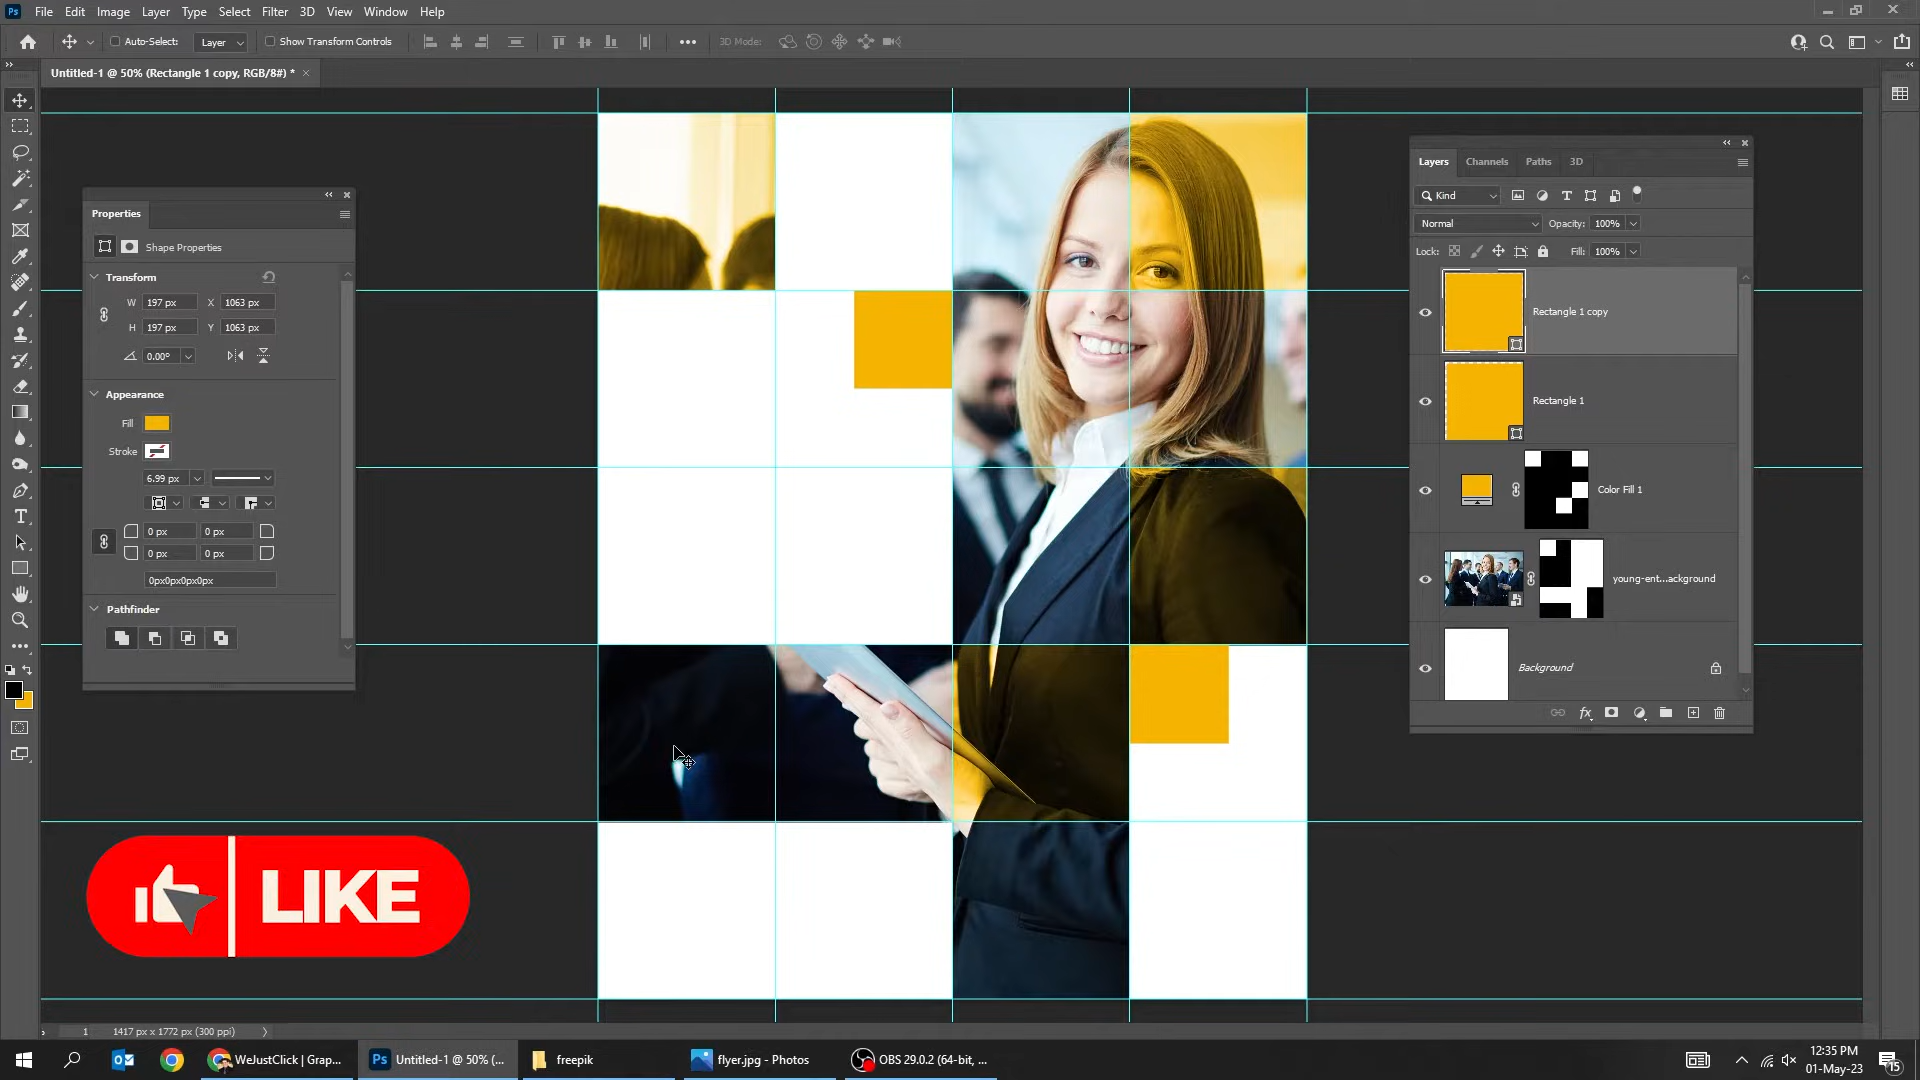 Ps File Edit Image Layer Type Select Filter 3D View Window Help
Auto-Select: Layer Show Transform Controls 3D Mode:
Untitled-1 @ 50% (Rectangle 1 copy, RGB/8#) * ×
Properties
Shape Properties
Transform
W 197 px X 1063 px
H 197 px Y 1063 px
0.00°
Appearance
Fill
Stroke
6.99 px
0 px 0 px
0 px 0 px
0px0px0px0px
Pathfinder
Layers Channels Paths 3D
Kind
Normal Opacity: 100%
Lock: Fill: 100%
Rectangle 1 copy
Rectangle 1
Color Fill 1
young-ent...ackground
Background
fx
LIKE
1 1417 px x 1772 px (300 ppi)
WeJustClick | Grap...
Ps Untitled-1 @ 50% (...
freepik
flyer.jpg - Photos
OBS 29.0.2 (64-bit, ...
12:35 PM
01-May-23
15